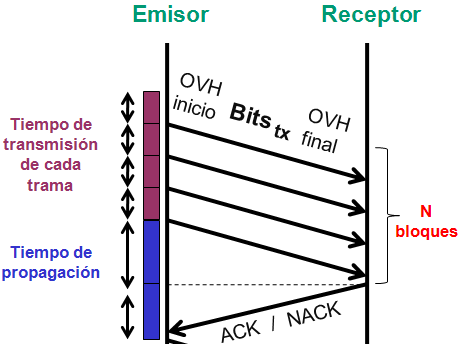 Emisor
Receptor
OVH
inicio
Bits tx
OVH
final
Tiempo de
transmisión
de cada
trama
N
bloques
Tiempo de
propagación
ACK / NACK